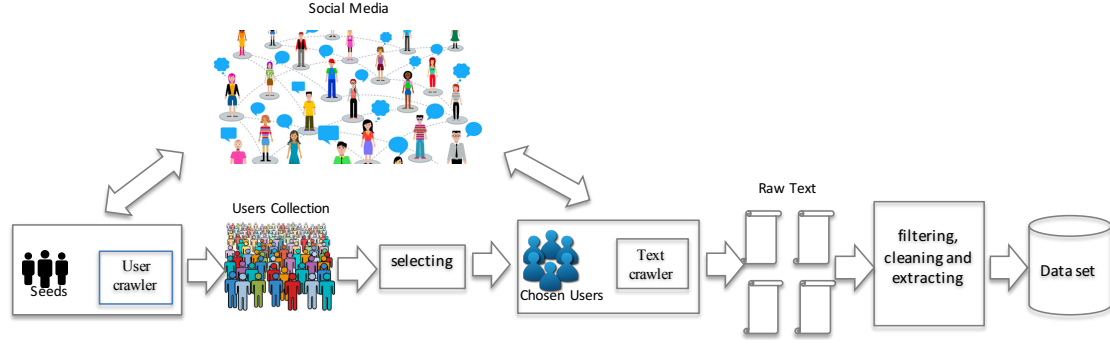 Social Media
Users Collection
Raw Text
Seeds
User
crawler
selecting
Chosen Users
Text
crawler
filtering,
cleaning and
extracting
Data set